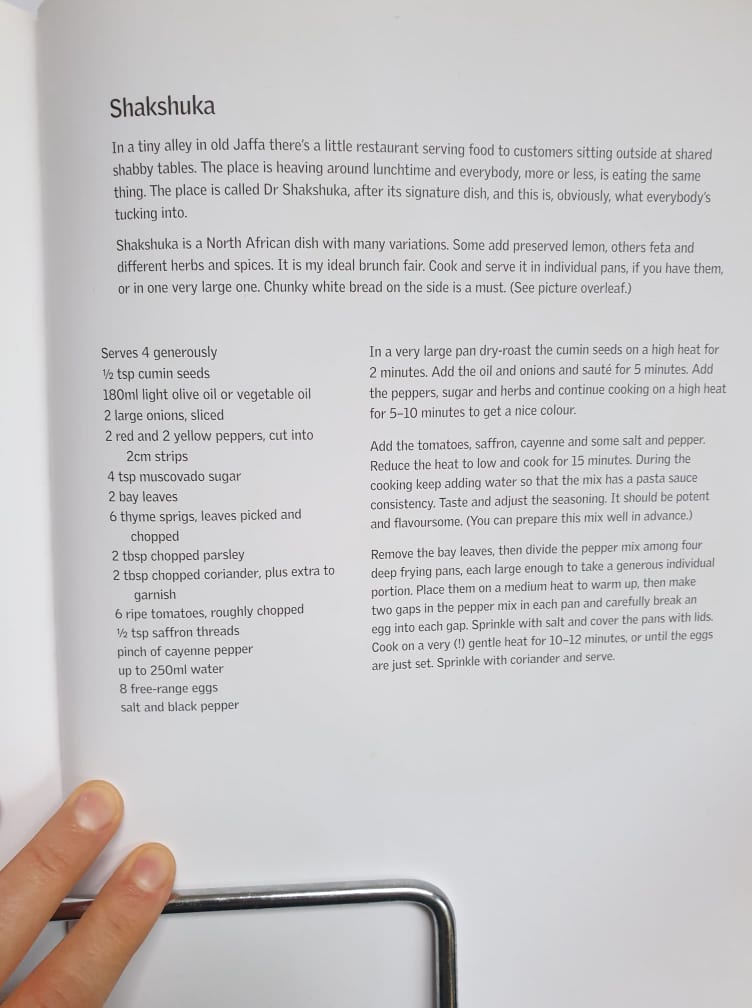 Shakshuka
In a tiny alley in old Jaffa there's a little restaurant serving food to customers sitting outside at shared
shabby tables. The place is heaving around lunchtime and everybody, more or less, is eating the same
thing. The place is called Dr Shakshuka, after its signature dish, and this is, obviously, what everybody's
tucking into.
Shakshuka is a North African dish with many variations. Some add preserved lemon, others feta and
different herbs and spices. It is my ideal brunch fair. Cook and serve it in individual pans, if you have them,
or in one very large one. Chunky white bread on the side is a must. (See picture overleaf.)
Serves 4 generously
½ tsp cumin seeds
180ml light olive oil or vegetable oil
2 large onions, sliced
2 red and 2 yellow peppers, cut into
2cm strips
4 tsp muscovado sugar
2 bay leaves
6 thyme sprigs, leaves picked and
chopped
2 tbsp chopped parsley
2 tbsp chopped coriander, plus extra to
garnish
6 ripe tomatoes, roughly chopped
½ tsp saffron threads
pinch of cayenne pepper
up to 250ml water
8 free-range eggs
salt and black pepper
In a very large pan dry-roast the cumin seeds on a high heat for
2 minutes. Add the oil and onions and sauté for 5 minutes. Add
the peppers, sugar and herbs and continue cooking on a high heat
for 5–10 minutes to get a nice colour.
Add the tomatoes, saffron, cayenne and some salt and pepper.
Reduce the heat to low and cook for 15 minutes. During the
cooking keep adding water so that the mix has a pasta sauce
consistency. Taste and adjust the seasoning. It should be potent
and flavoursome. (You can prepare this mix well in advance.)
Remove the bay leaves, then divide the pepper mix among four
deep frying pans, each large enough to take a generous individual
portion. Place them on a medium heat to warm up, then make
two gaps in the pepper mix in each pan and carefully break an
egg into each gap. Sprinkle with salt and cover the pans with lids.
Cook on a very (!) gentle heat for 10–12 minutes, or until the eggs
are just set. Sprinkle with coriander and serve.